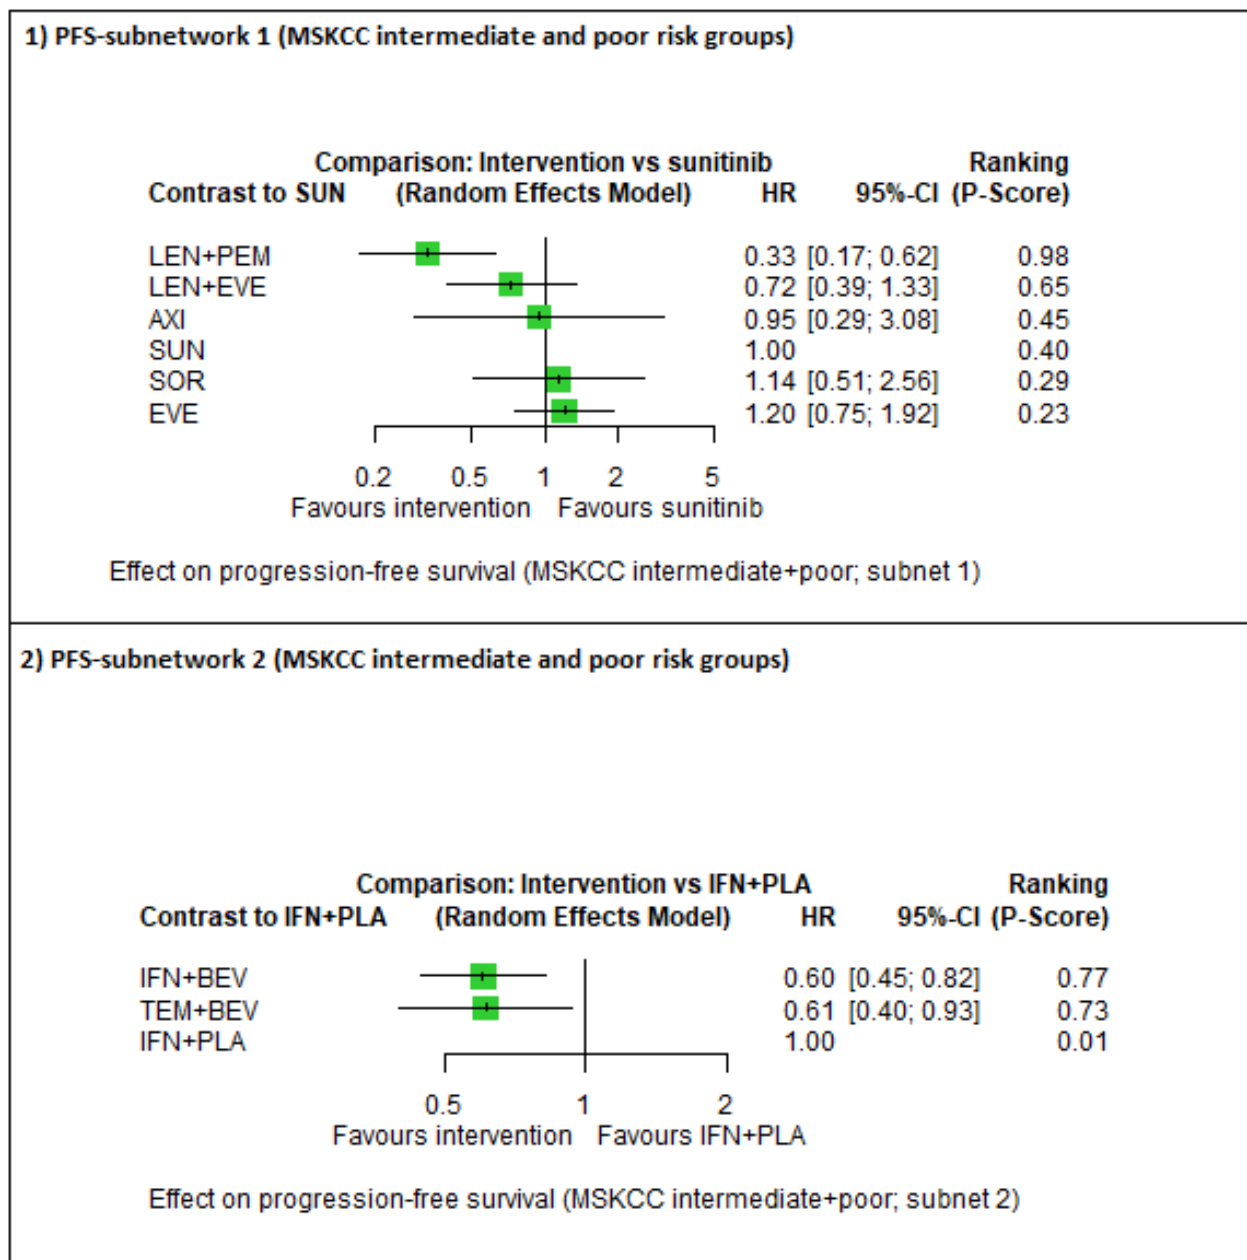 1) PFS-subnetwork 1 (MSKCC intermediate and poor risk groups)
Comparison: Intervention vs sunitinib Ranking
Contrast to SUN (Random Effects Model) HR 95%-CI (P-Score)
LEN+PEM 0.33 [0.17; 0.62] 0.98
LEN+EVE 0.72 [0.39; 1.33] 0.65
AXI 0.95 [0.29; 3.08] 0.45
SUN 1.00 0.40
SOR 1.14 [0.51; 2.56] 0.29
EVE 1.20 [0.75; 1.92] 0.23
0.2 0.5 1 2 5
Favours intervention Favours sunitinib
Effect on progression-free survival (MSKCC intermediate+poor; subnet 1)
2) PFS-subnetwork 2 (MSKCC intermediate and poor risk groups)
Comparison: Intervention vs IFN+PLA Ranking
Contrast to IFN+PLA (Random Effects Model) HR 95%-CI (P-Score)
IFN+BEV 0.60 [0.45; 0.82] 0.77
TEM+BEV 0.61 [0.40; 0.93] 0.73
IFN+PLA 1.00 0.01
0.5 1 2
Favours intervention Favours IFN+PLA
Effect on progression-free survival (MSKCC intermediate+poor; subnet 2)